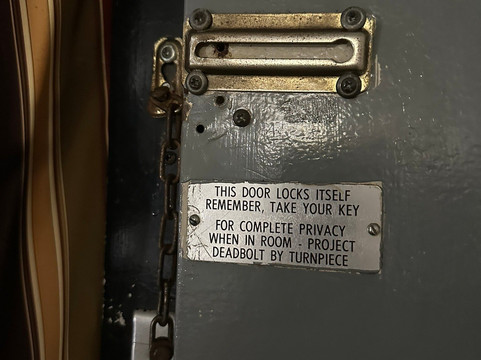 THIS DOOR LOCKS ITSELF
REMEMBER, TAKE YOUR KEY
FOR COMPLETE PRIVACY
WHEN IN ROOM - PROJECT
DEADBOLT BY TURNPIECE